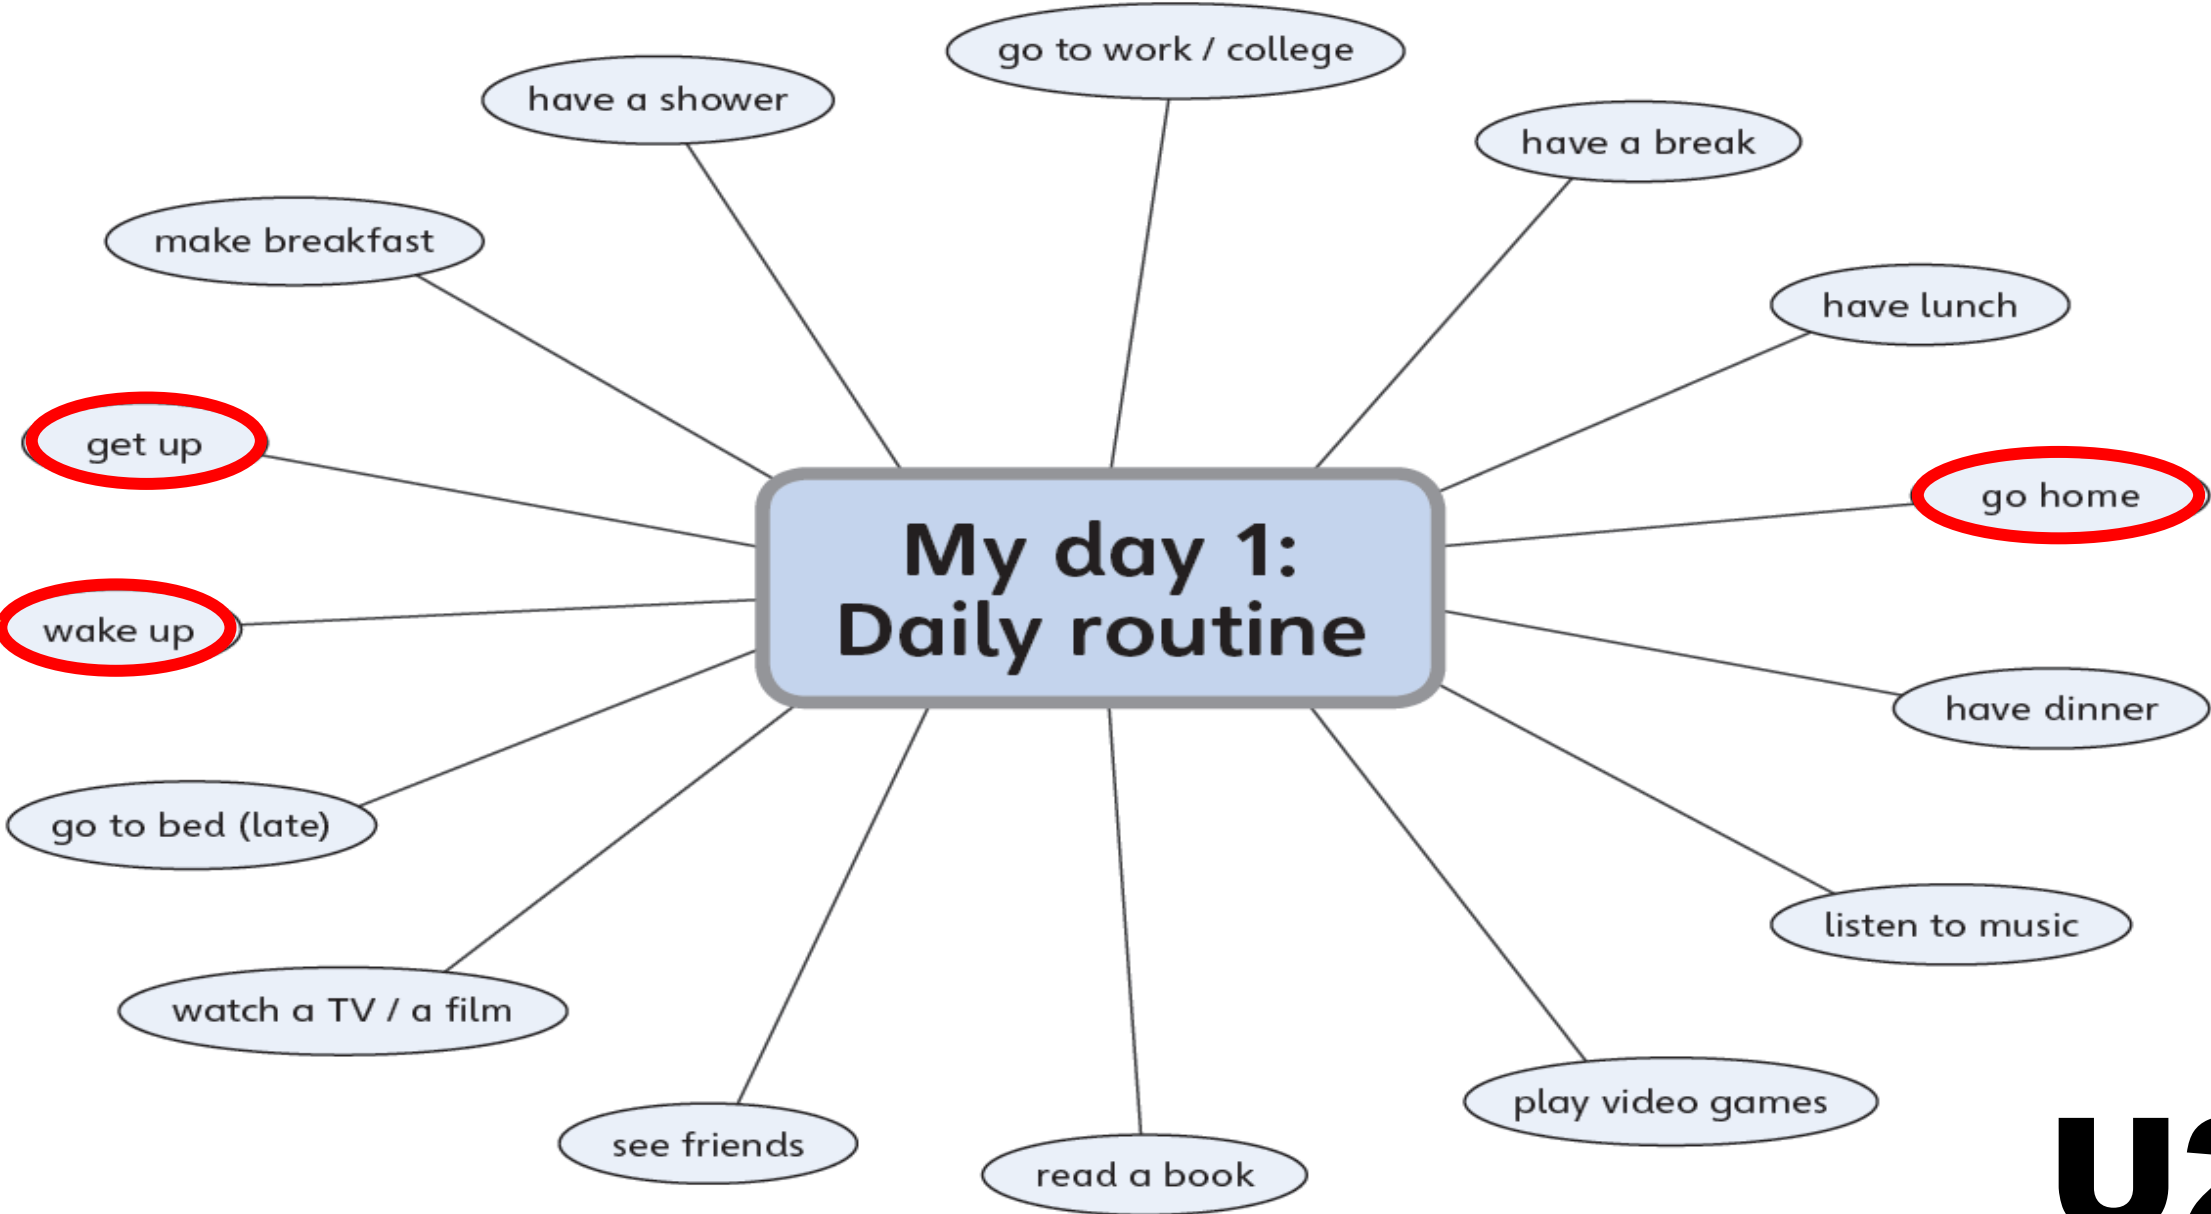 go to work / college
have a shower
have a break
make breakfast
have lunch
get up
go home
My day 1:
Daily routine
wake up
have dinner
go to bed (late)
listen to music
watch a TV / a film
play video games
see friends
read a book
U2